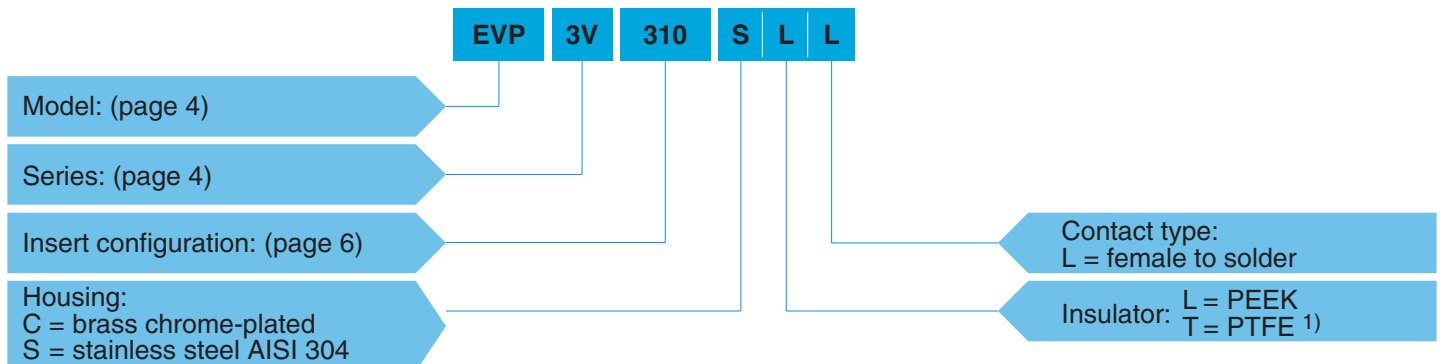 EVP 3V 310 S L L
Model: (page 4)
Series: (page 4)
Insert configuration: (page 6)
Housing:
C = brass chrome-plated
S = stainless steel AISI 304
Contact type:
L = female to solder
Insulator: L = PEEK
T = PTFE 1)